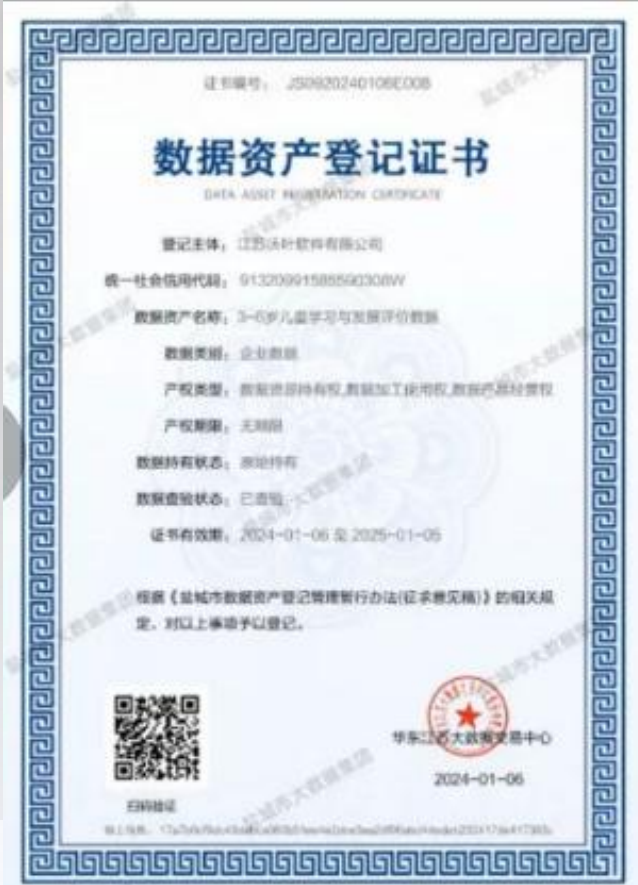 证书编号： JS0920240106E008
数据资产登记证书
DATA ASSET REGISTRATION CERTIFICATE
登记主体：江苏沃叶软件有限公司
统一社会信用代码：91320991585590308W
数据资产名称：3-6岁儿童学习与发展评价数据
数据类别：企业数据
产权类型：数据资源持有权,数据加工使用权,数据产品经营权
产权期限：无期限
数据持有状态：原始持有
数据查验状态：已查验
证书有效期：2024-01-06 至 2025-01-05
根据《盐城市数据资产登记管理暂行办法(征求意见稿)》的相关规
定，对以上事项予以登记。
华东江苏大数据交易中心
2024-01-06
扫码验证
盐城市大数据集团